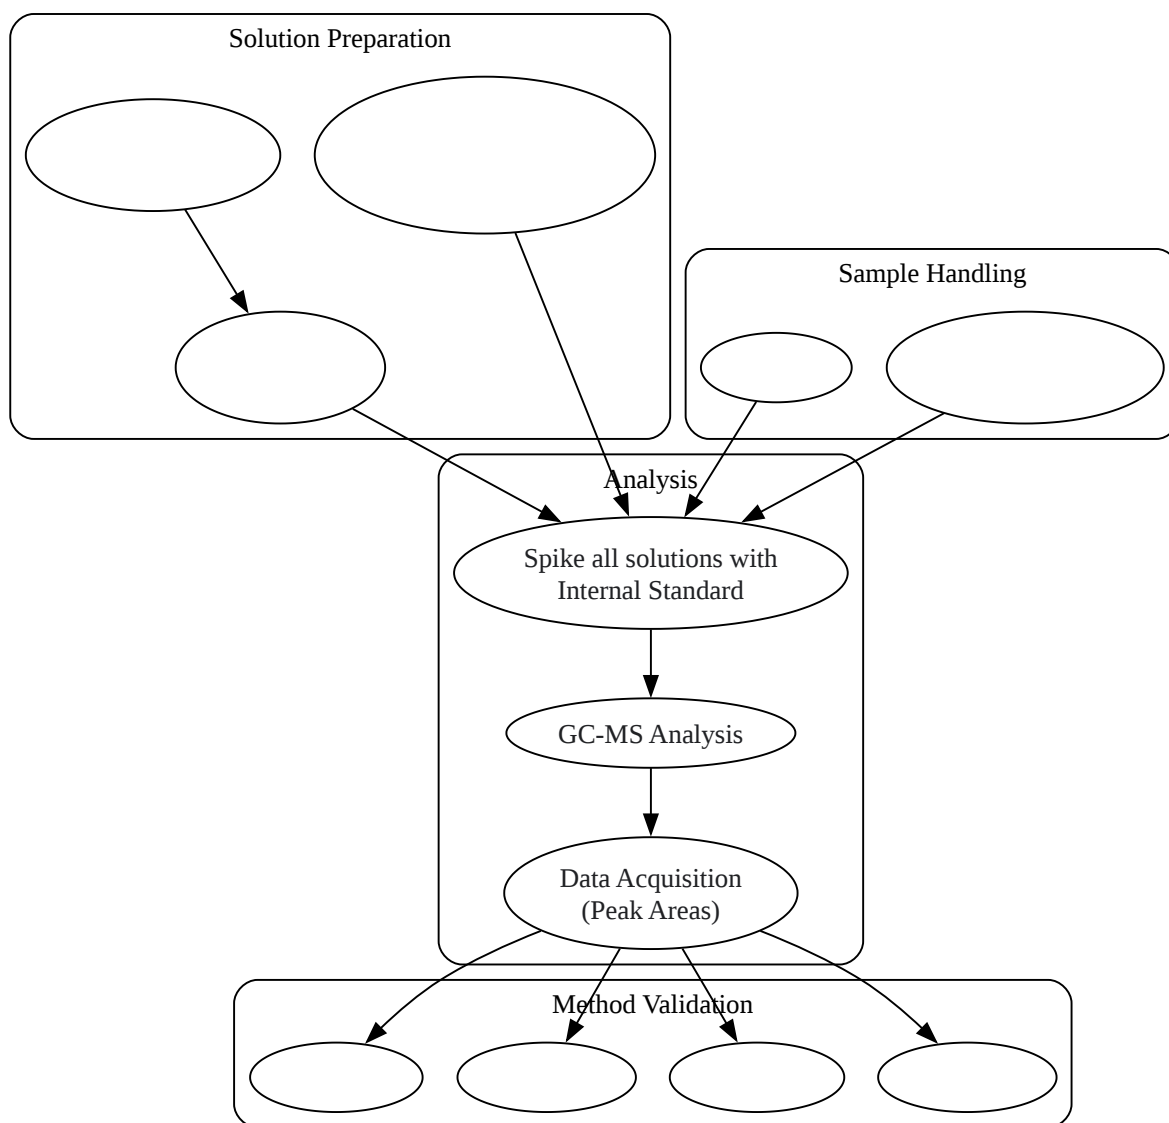 Solution Preparation
Sample Handling
Analysis
Spike all solutions with
Internal Standard
GC-MS Analysis
Data Acquisition
(Peak Areas)
Method Validation